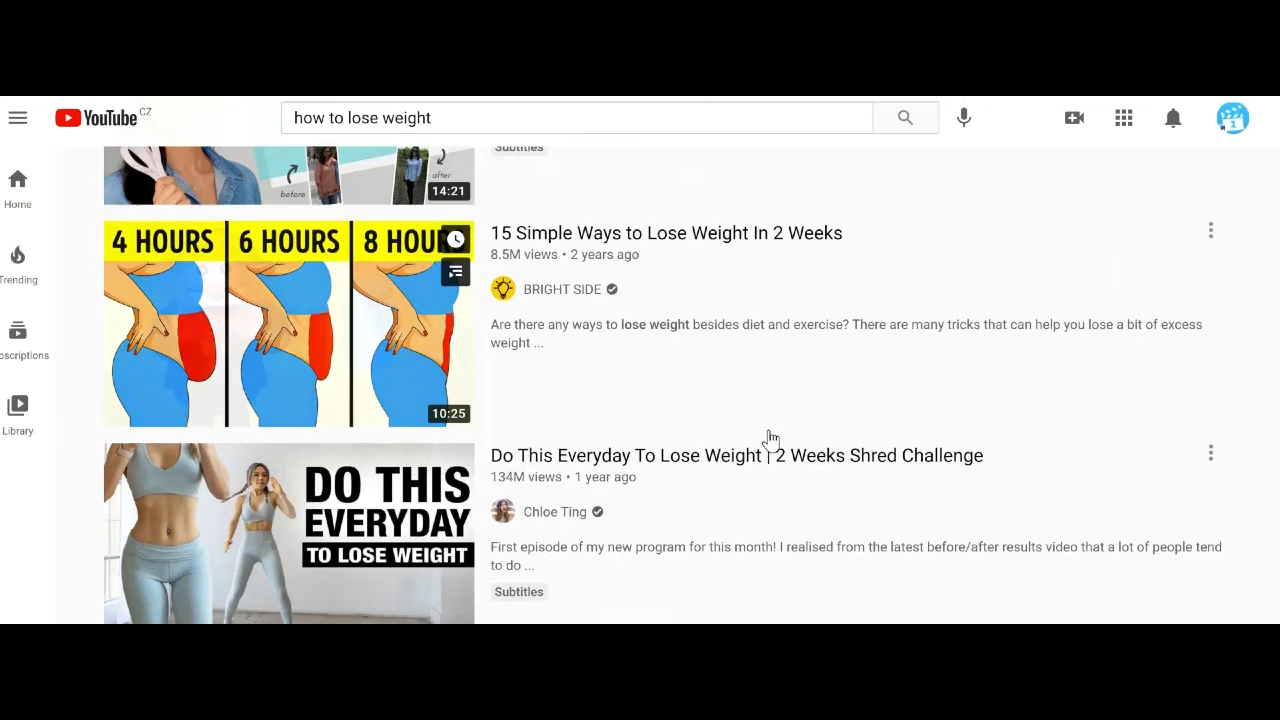 YouTube CZ
how to lose weight
Subtitles
before
after
14:21
Home
Trending
bscriptions
Library
4 HOURS
6 HOURS
8 HOUR
10:25
15 Simple Ways to Lose Weight In 2 Weeks
8.5M views • 2 years ago
BRIGHT SIDE
Are there any ways to lose weight besides diet and exercise? There are many tricks that can help you lose a bit of excess
weight ...
DO THIS
EVERYDAY
TO LOSE WEIGHT
Do This Everyday To Lose Weight | 2 Weeks Shred Challenge
134M views • 1 year ago
Chloe Ting
First episode of my new program for this month! I realised from the latest before/after results video that a lot of people tend
to do ...
Subtitles